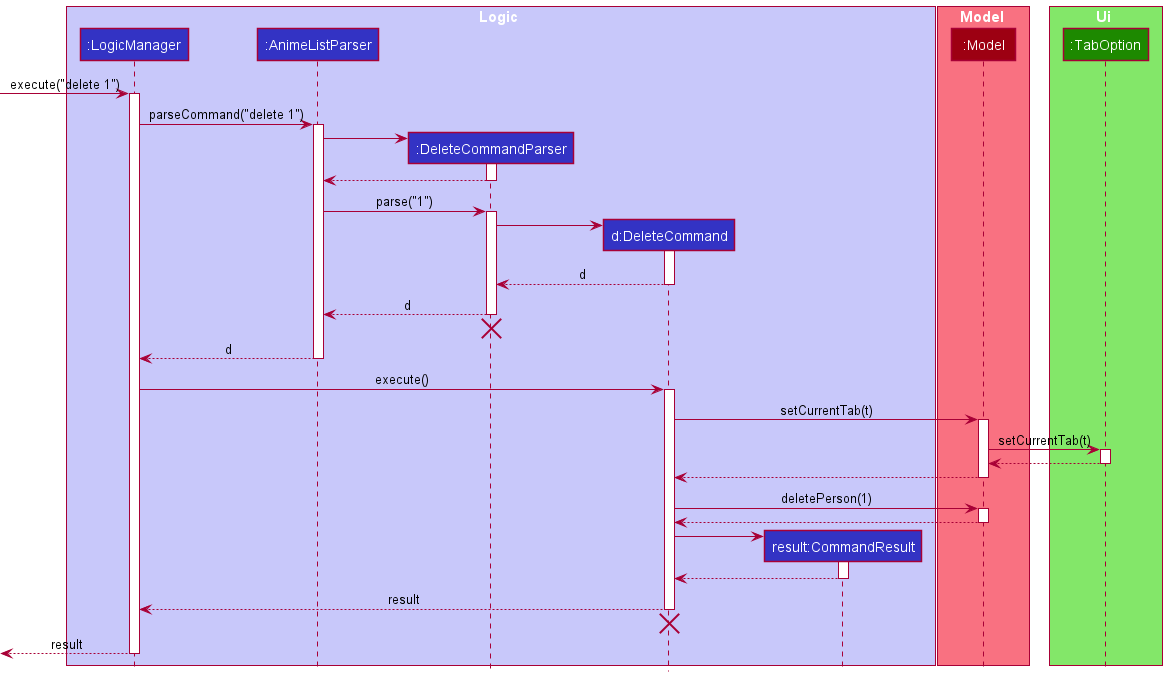 Logic
Model
Ui
:LogicManager
:AnimeListParser
:Model
:TabOption
execute("delete 1")
parseCommand("delete 1")
:DeleteCommandParser
parse("1")
d:DeleteCommand
d
d
d
execute()
setCurrentTab(t)
setCurrentTab(t)
deletePerson(1)
result:CommandResult
result
result